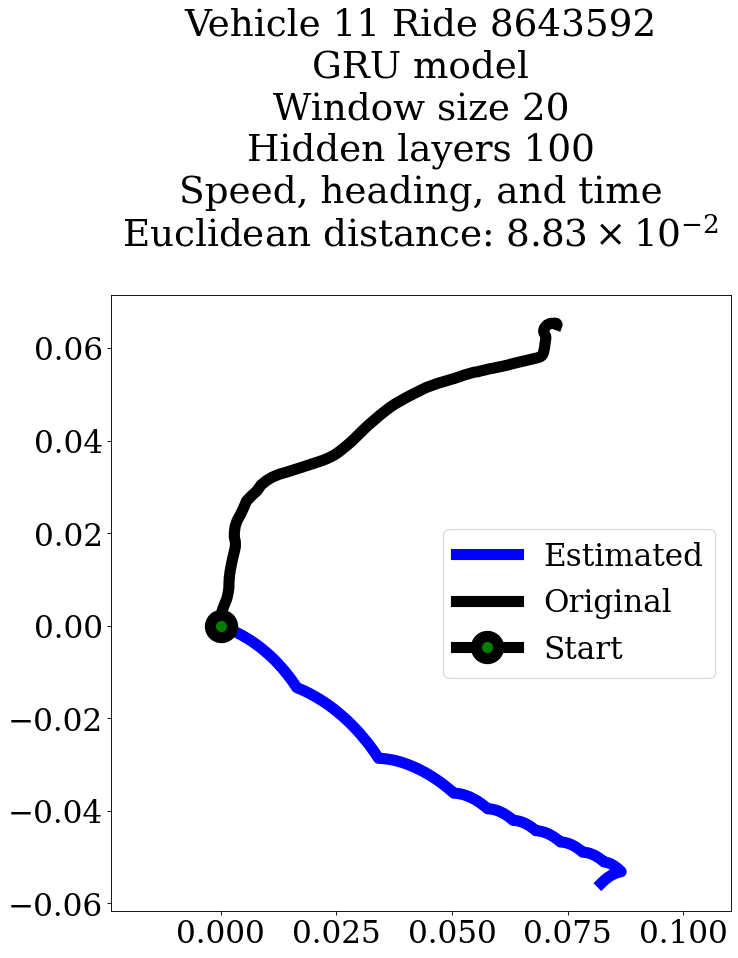 Vehicle 11 Ride 8643592
GRU model
Window size 20
Hidden layers 100
Speed, heading, and time
Euclidean distance: 8.83 × 10⁻²
0.06
0.04
0.02
0.00
−0.02
−0.04
−0.06
Estimated
Original
Start
0.000 0.025 0.050 0.075 0.100